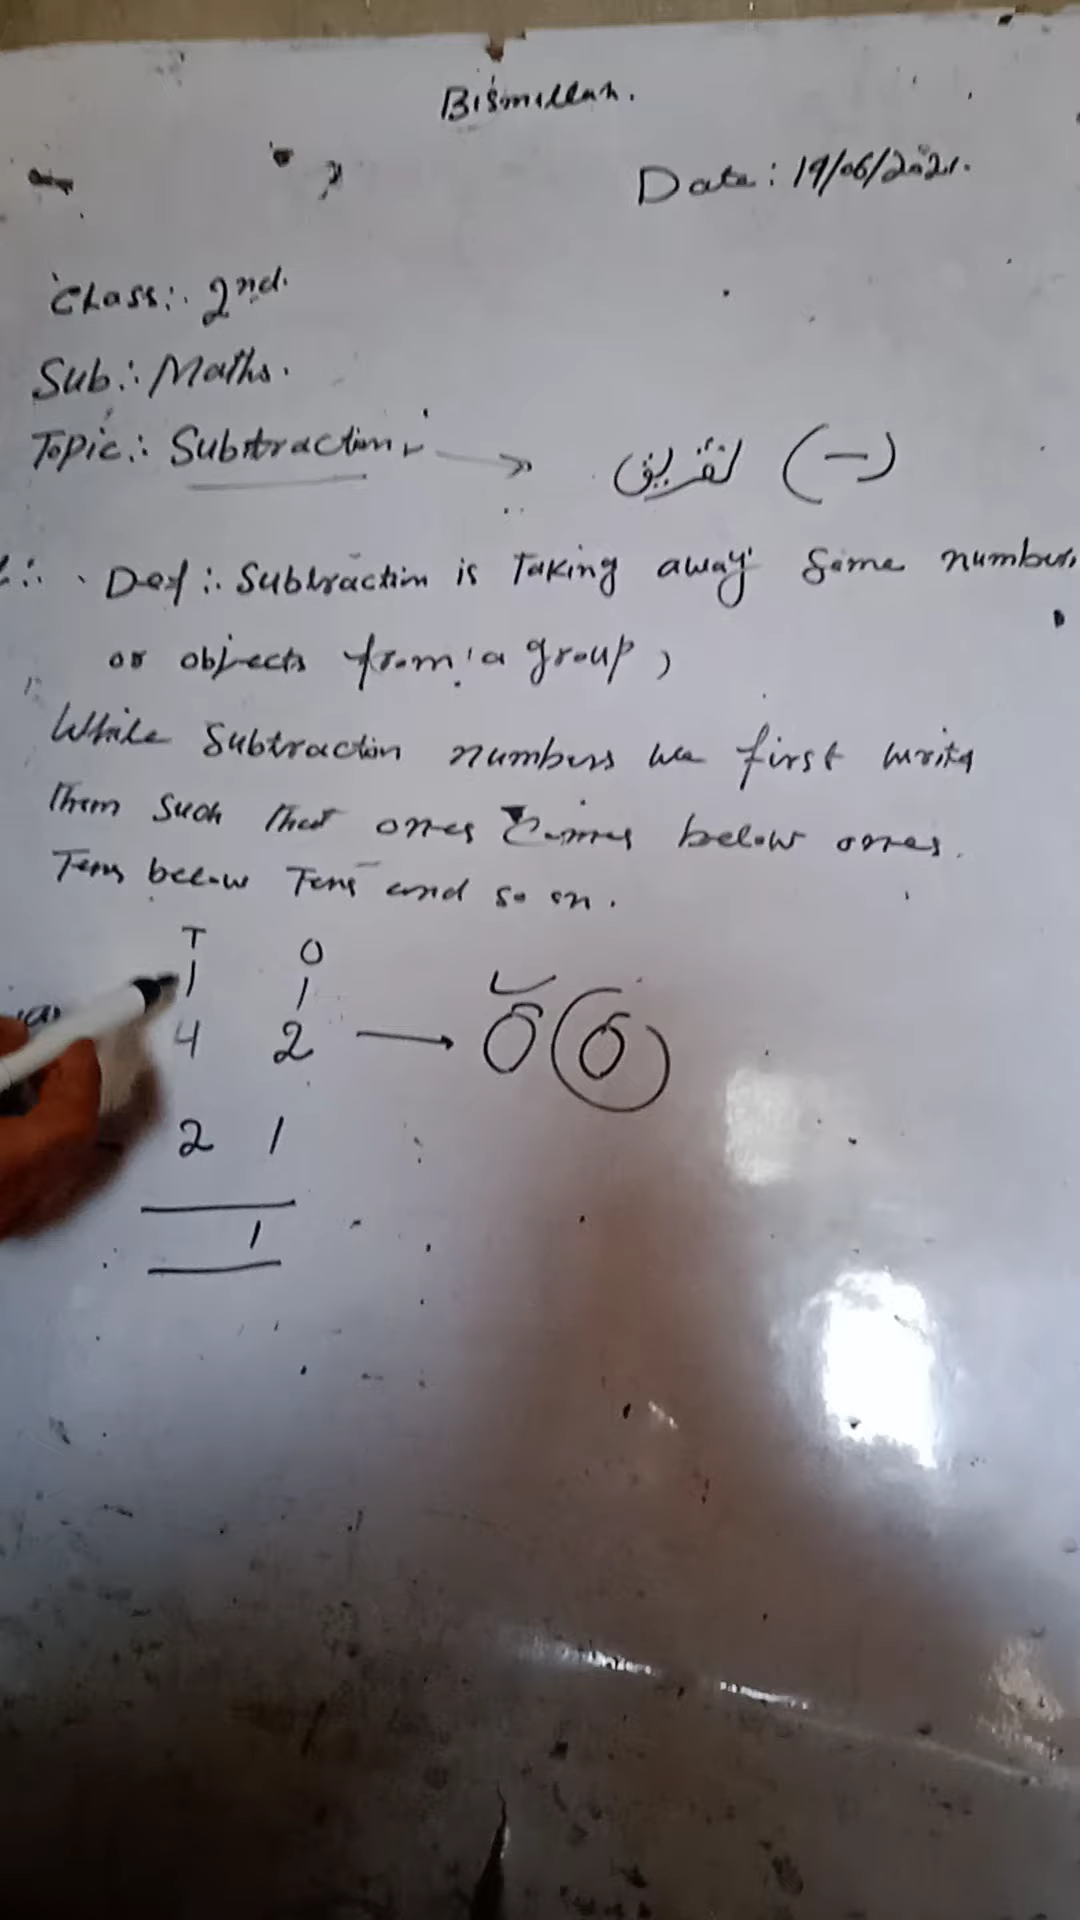 Bismillah.
Date: 19/06/2021.
Class:. 2nd.
Sub:. Maths.
Topic:. Subtraction, → تفریق (-)
Def:. Subtraction is Taking away Some numbers
or objects from a group,
While Subtraction numbers we first write
Them Such that ones Comes below ones.
Tens below Tens and so on.
T O
4 2 →
2 1
1